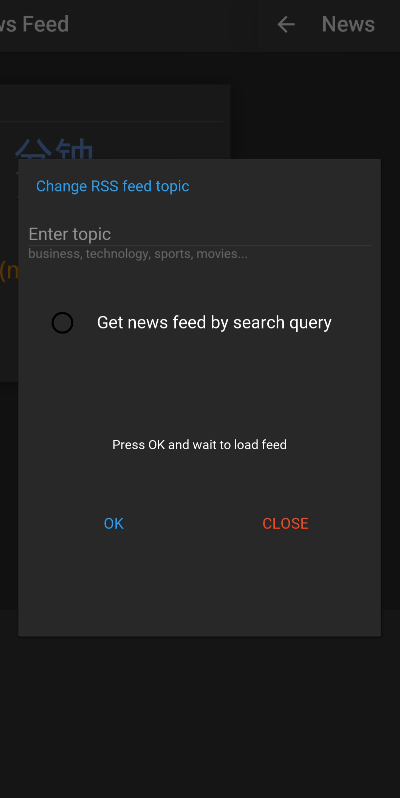 ws Feed
News
分钟
(m
Change RSS feed topic
Enter topic
business, technology, sports, movies...
Get news feed by search query
Press OK and wait to load feed
OK
CLOSE